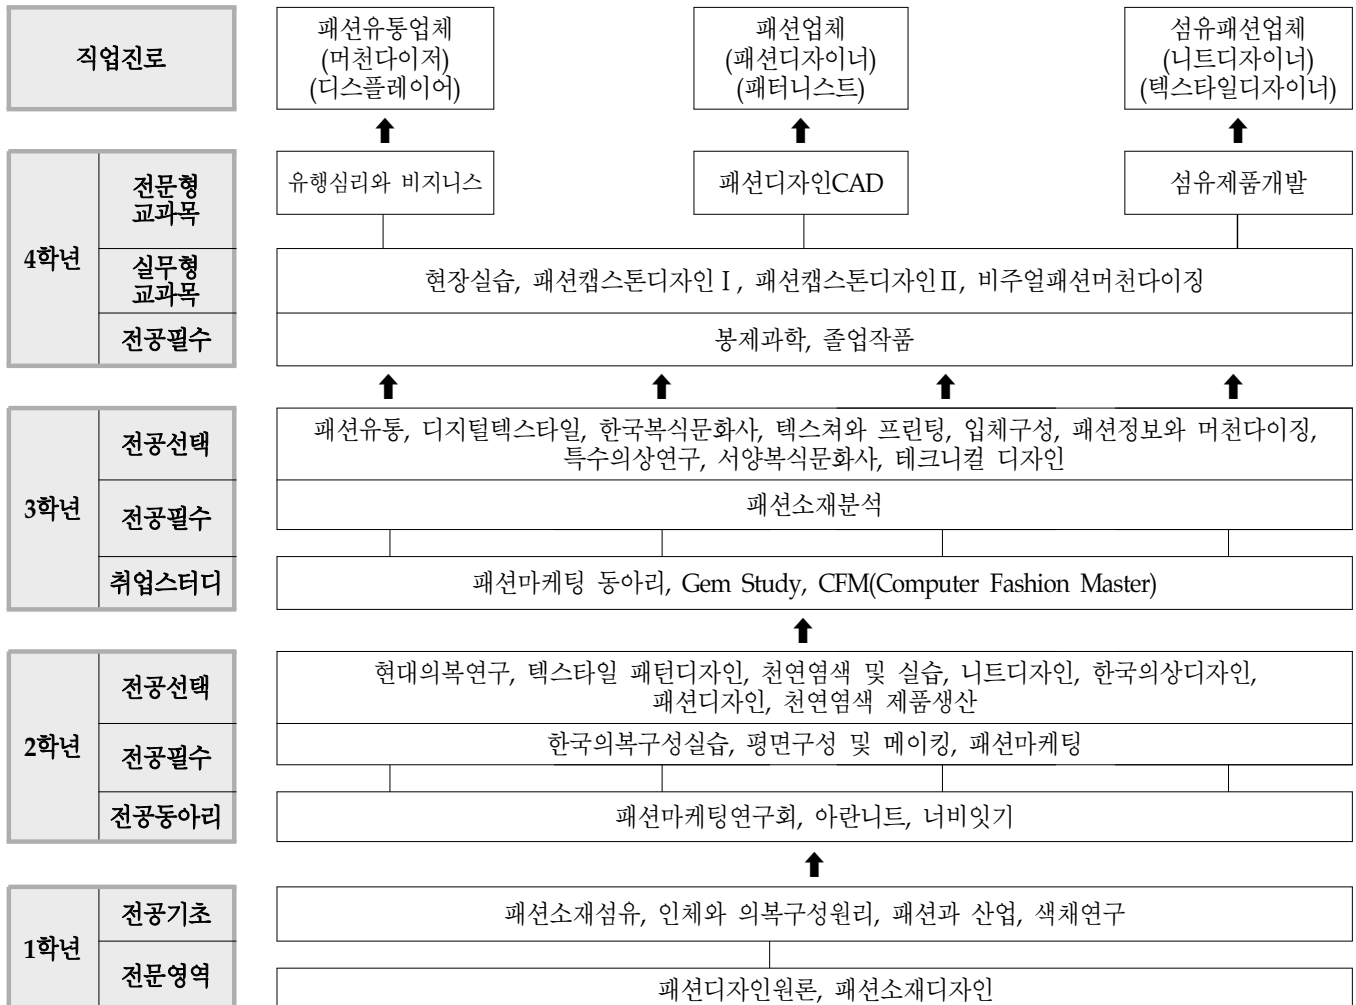 직업진로
패션유통업체
(머천다이저)
(디스플레이어)
패션업체
(패션디자이너)
(패터니스트)
섬유패션업체
(니트디자이너)
(텍스타일디자이너)
4학년
전문형
교과목
유행심리와 비지니스
패션디자인CAD
섬유제품개발
실무형
교과목
현장실습, 패션캡스톤디자인Ⅰ, 패션캡스톤디자인Ⅱ, 비주얼패션머천다이징
전공필수
봉제과학, 졸업작품
3학년
전공선택
패션유통, 디지털텍스타일, 한국복식문화사, 텍스쳐와 프린팅, 입체구성, 패션정보와 머천다이징,
특수의상연구, 서양복식문화사, 테크니컬 디자인
전공필수
패션소재분석
취업스터디
패션마케팅 동아리, Gem Study, CFM(Computer Fashion Master)
2학년
전공선택
현대의복연구, 텍스타일 패턴디자인, 천연염색 및 실습, 니트디자인, 한국의상디자인,
패션디자인, 천연염색 제품생산
전공필수
한국의복구성실습, 평면구성 및 메이킹, 패션마케팅
전공동아리
패션마케팅연구회, 아란니트, 너비잇기
1학년
전공기초
패션소재섬유, 인체와 의복구성원리, 패션과 산업, 색채연구
전문영역
패션디자인원론, 패션소재디자인